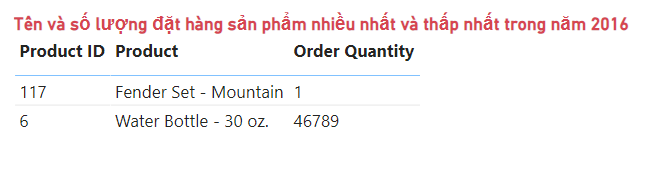 Tên và số lượng đặt hàng sản phẩm nhiều nhất và thấp nhất trong năm 2016
Product ID Product Order Quantity
117 Fender Set - Mountain 1
6 Water Bottle - 30 oz. 46789